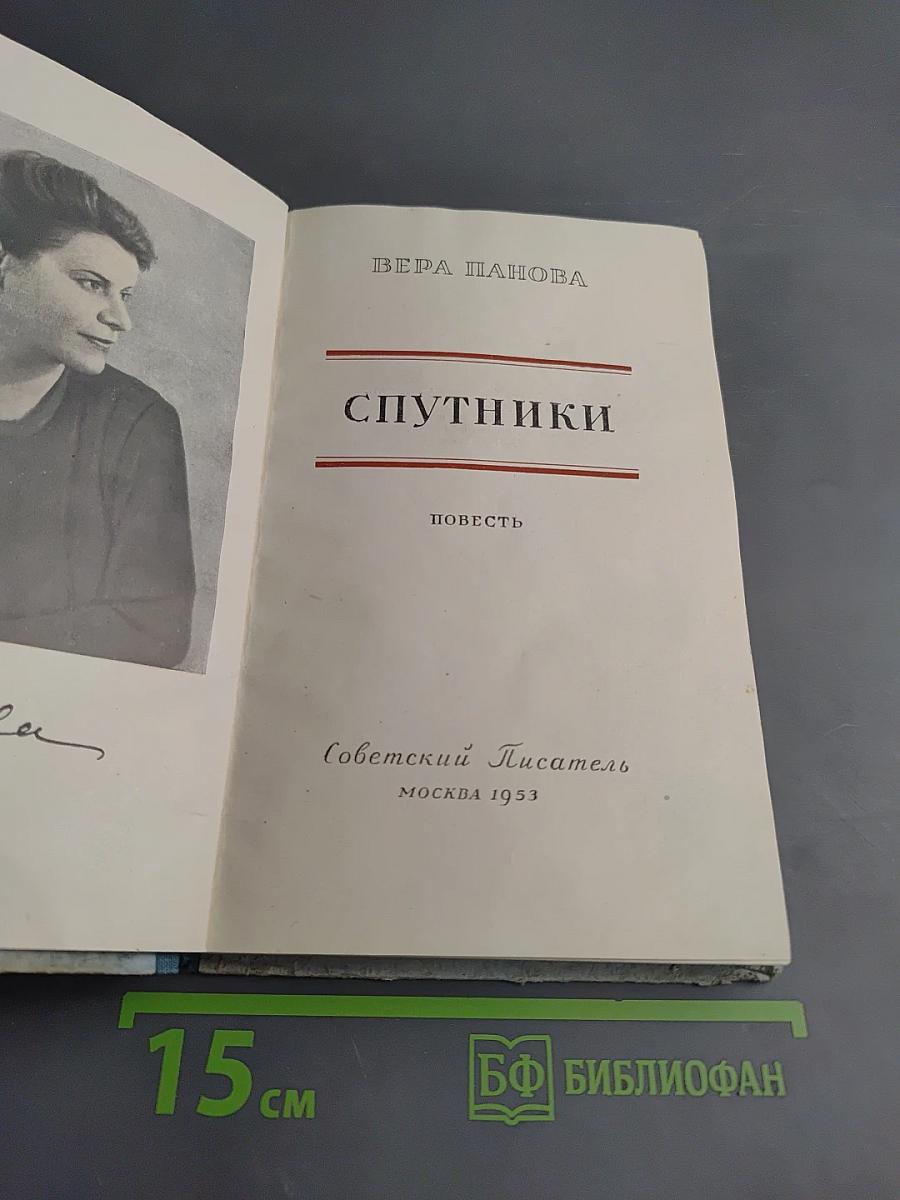 ВЕРА ПАНОВА
СПУТНИКИ
ПОВЕСТЬ
Советский Писатель
МОСКВА 1953
15 см
БФ БИБЛИОФАН